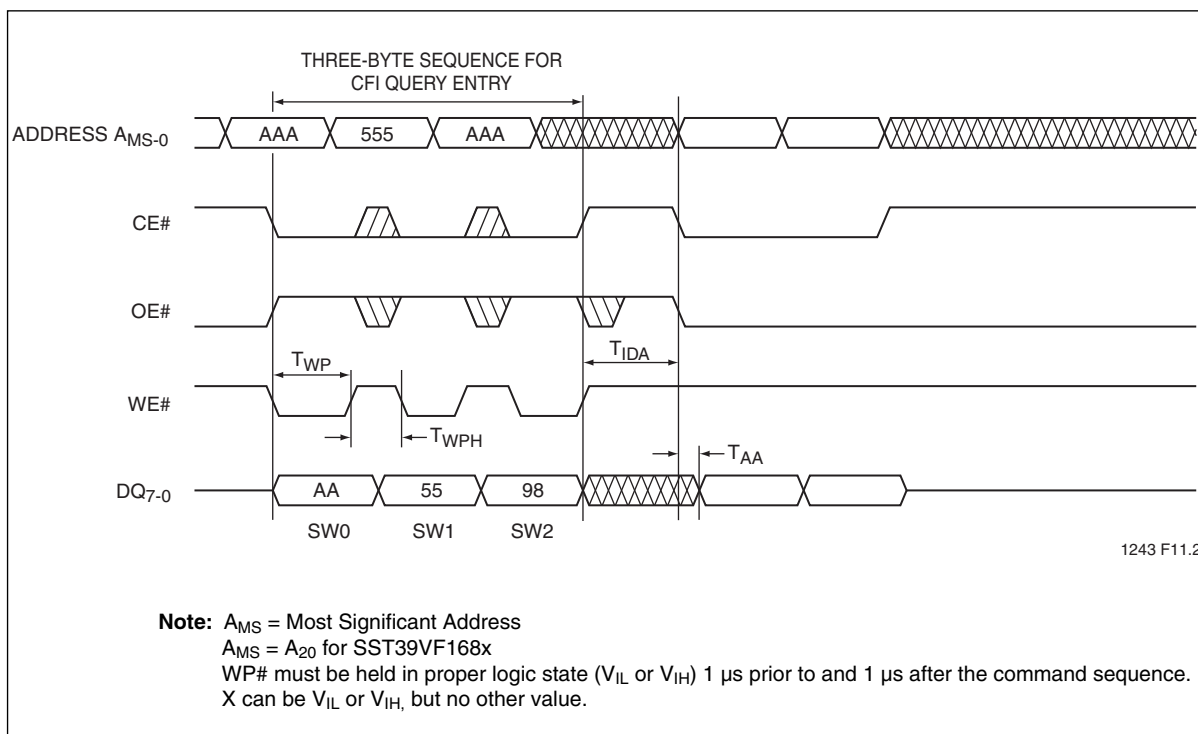 THREE-BYTE SEQUENCE FOR
CFI QUERY ENTRY
ADDRESS AMS-0
AAA
555
AAA
CE#
OE#
TWP
TIDA
WE#
TWPH
TAA
DQ7-0
AA
55
98
SW0
SW1
SW2
1243 F11.2
Note: AMS = Most Significant Address
AMS = A20 for SST39VF168x
WP# must be held in proper logic state (VIL or VIH) 1 µs prior to and 1 µs after the command sequence.
X can be VIL or VIH, but no other value.